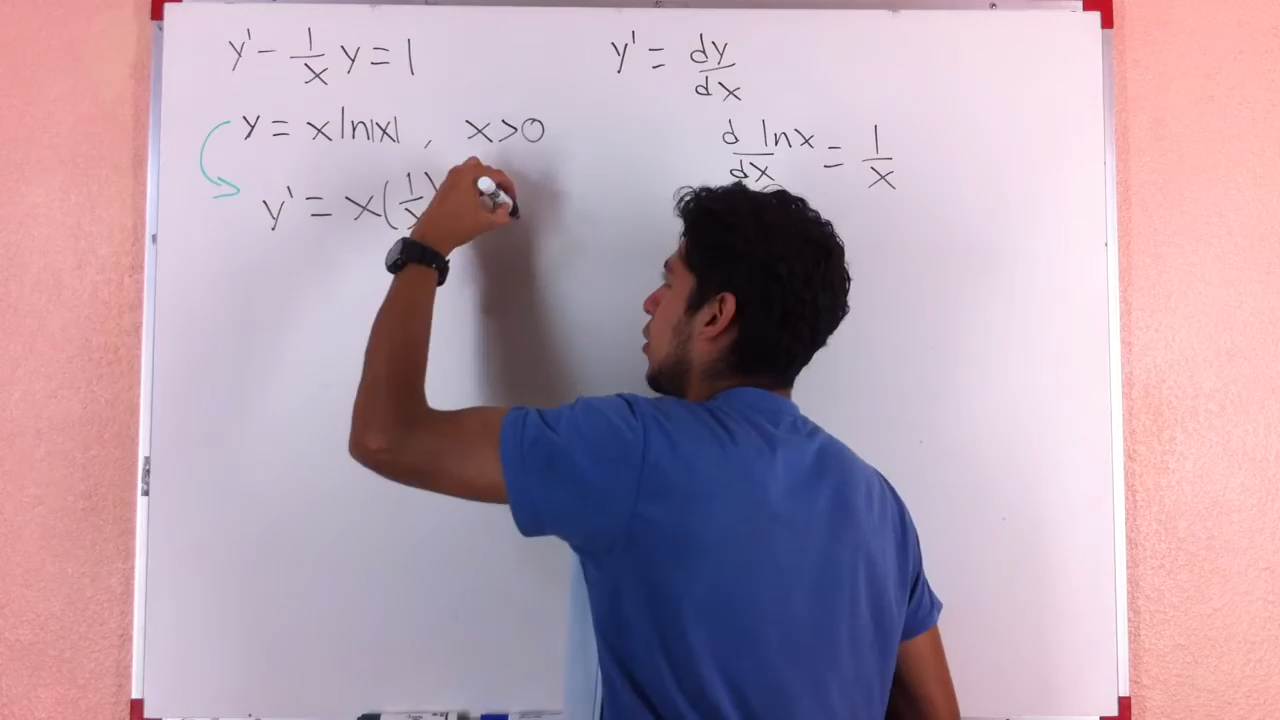 y' - 1/x y = 1
y = x ln|x| , x > 0
y' = x(1/x)
y' = dy/dx
d/dx ln x = 1/x